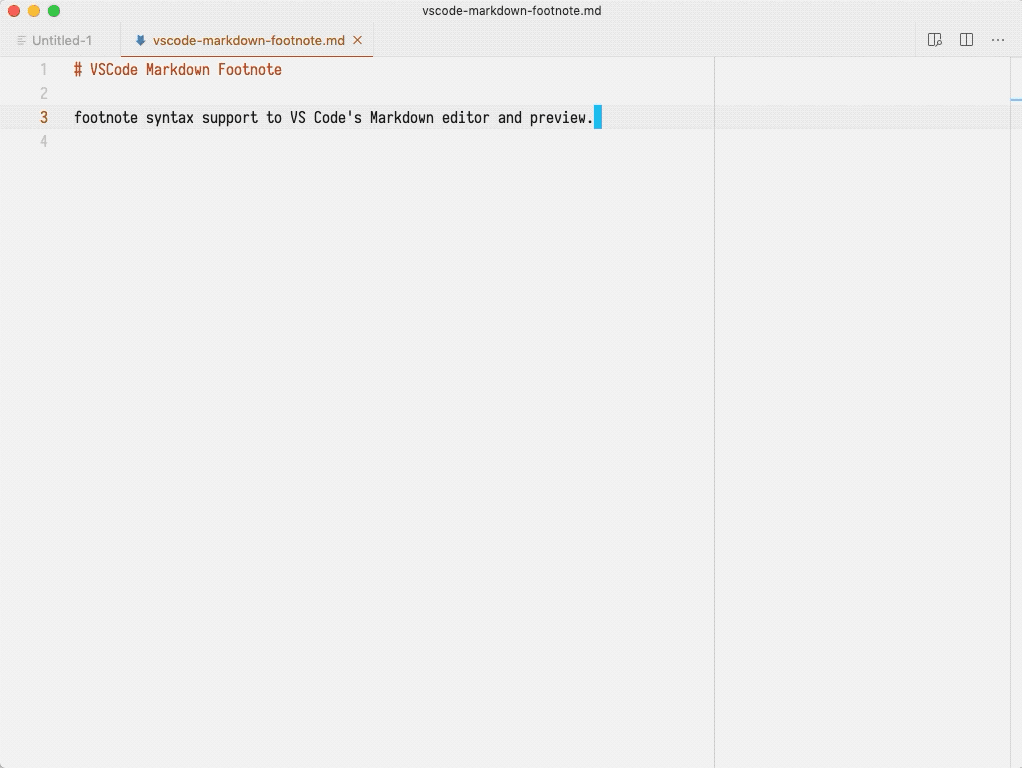 vscode-markdown-footnote.md
Untitled-1
vscode-markdown-footnote.md
1 # VSCode Markdown Footnote
2
3 footnote syntax support to VS Code's Markdown editor and preview.
4